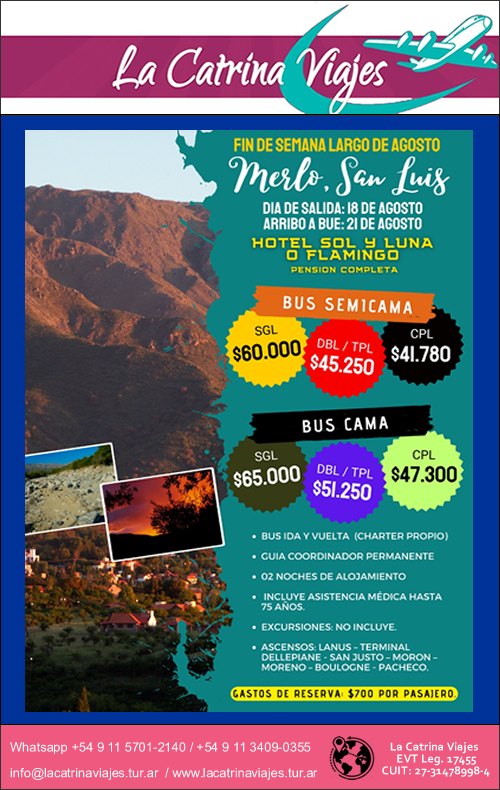 La Catrina Viajes
FIN DE SEMANA LARGO DE AGOSTO
Merlo, San Luis
DIA DE SALIDA: 18 DE AGOSTO
ARRIBO A BUE: 21 DE AGOSTO
HOTEL SOL Y LUNA
O FLAMINGO
PENSION COMPLETA
BUS SEMICAMA
SGL
$60.000
DBL / TPL
$45.250
CPL
$41.780
BUS CAMA
SGL
$65.000
DBL / TPL
$51.250
CPL
$47.300
• BUS IDA Y VUELTA (CHARTER PROPIO)
• GUIA COORDINADOR PERMANENTE
• 02 NOCHES DE ALOJAMIENTO
• INCLUYE ASISTENCIA MÉDICA HASTA
75 AÑOS.
• EXCURSIONES: NO INCLUYE.
• ASCENSOS: LANUS – TERMINAL
DELLEPIANE - SAN JUSTO – MORON –
MORENO – BOULOGNE - PACHECO.
GASTOS DE RESERVA: $700 POR PASAJERO.
Whatsapp +54 9 11 5701-2140 / +54 9 11 3409-0355
info@lacatrinaviajes.tur.ar / www.lacatrinaviajes.tur.ar
La Catrina Viajes
EVT Leg. 17455
CUIT: 27-31478998-4